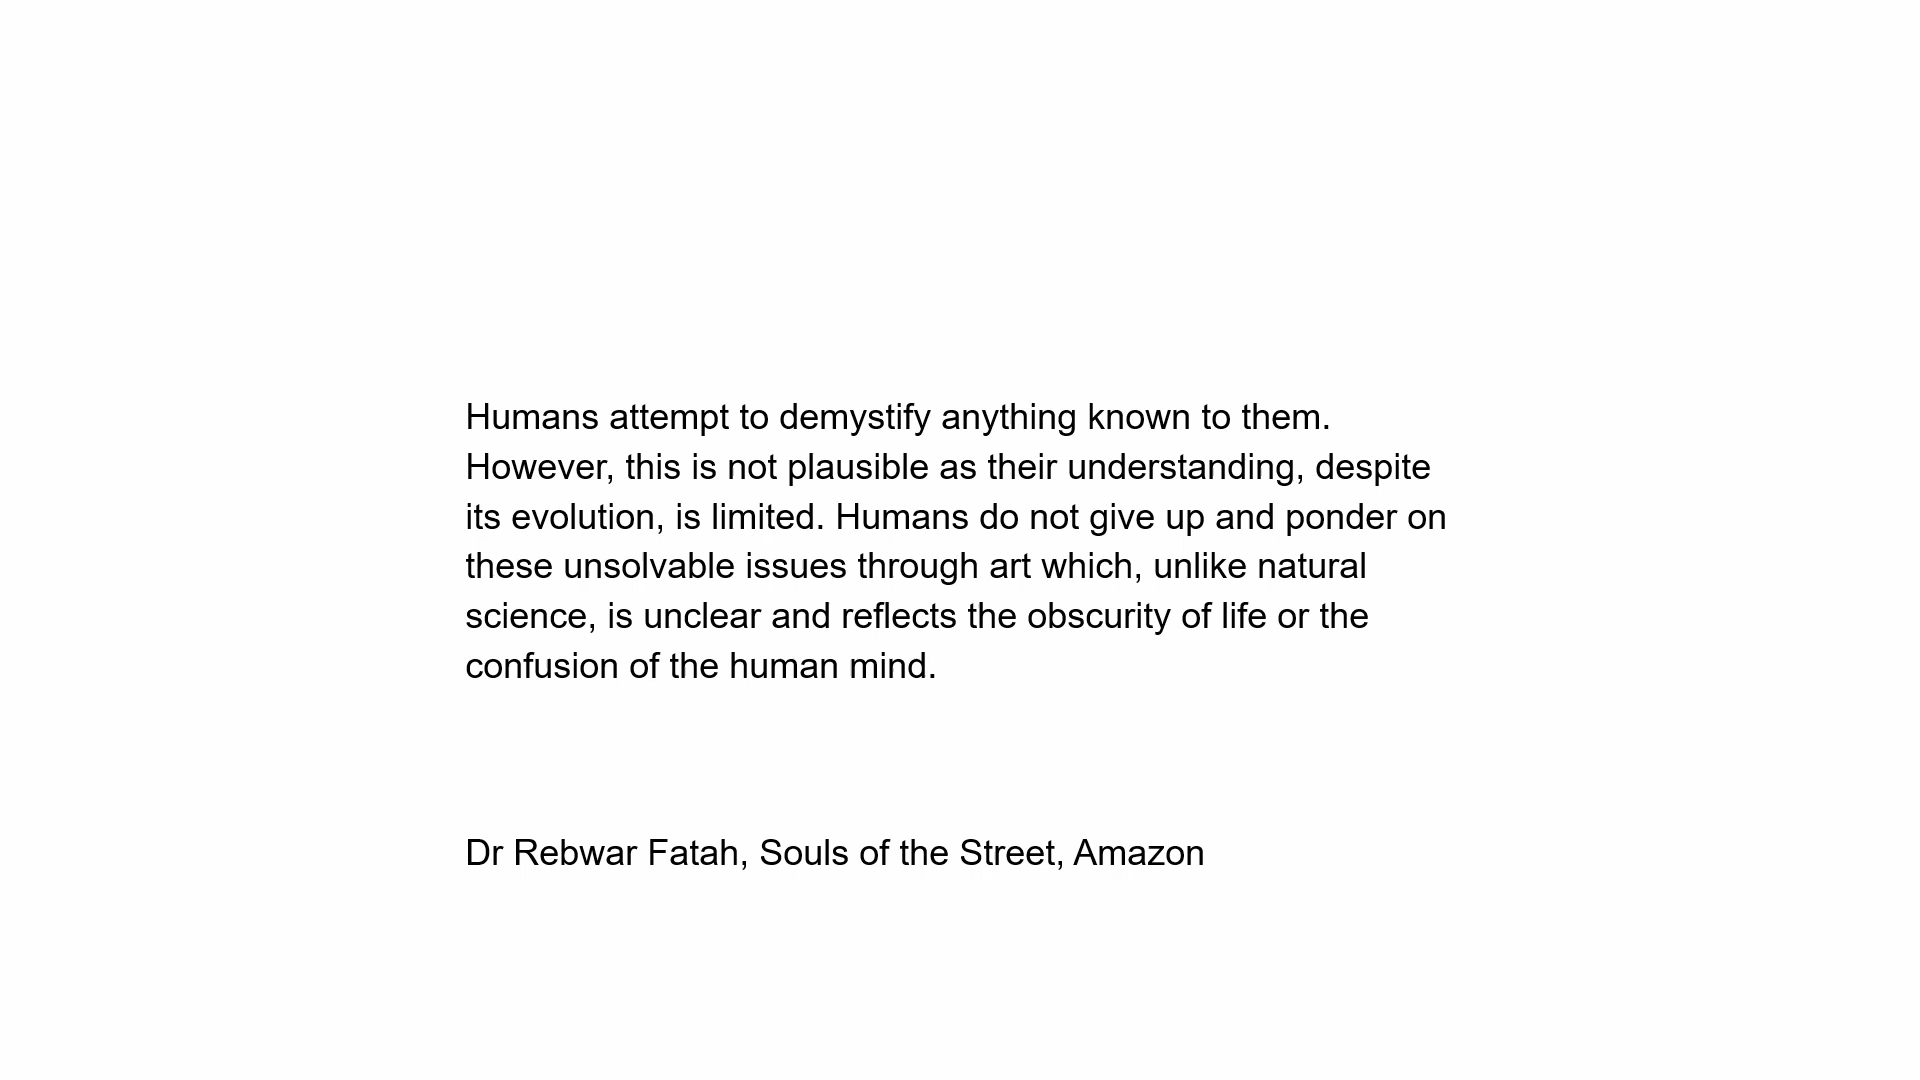 Humans attempt to demystify anything known to them.
However, this is not plausible as their understanding, despite
its evolution, is limited. Humans do not give up and ponder on
these unsolvable issues through art which, unlike natural
science, is unclear and reflects the obscurity of life or the
confusion of the human mind.
Dr Rebwar Fatah, Souls of the Street, Amazon